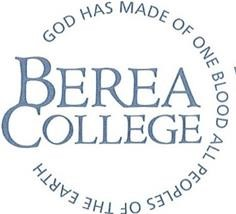 GOD HAS MADE OF ONE BLOOD ALL PEOPLES OF THE EARTH
BEREA
COLLEGE